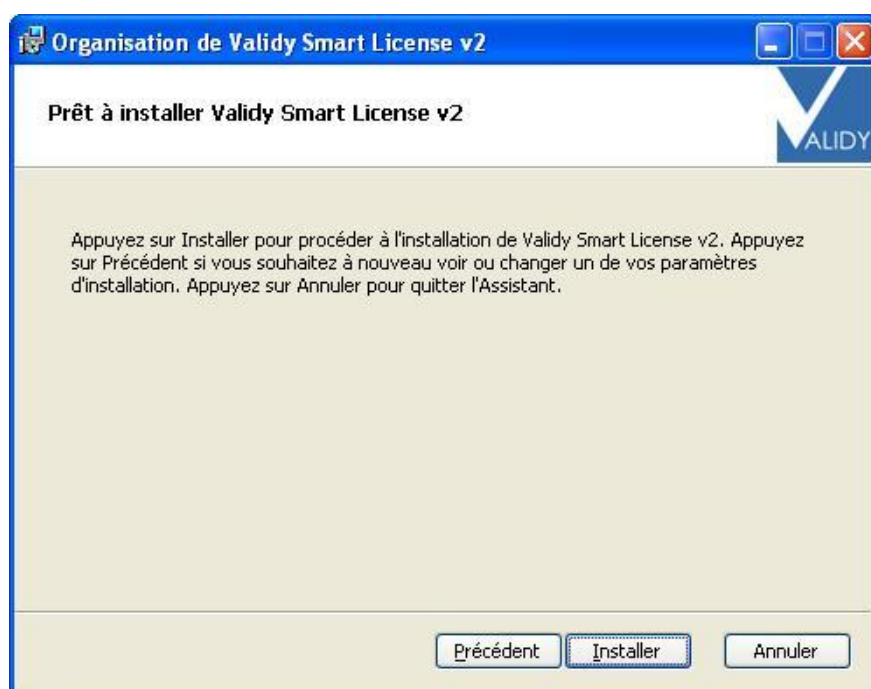 Organisation de Validy Smart License v2
Prêt à installer Validy Smart License v2
VALIDY
Appuyez sur Installer pour procéder à l'installation de Validy Smart License v2. Appuyez
sur Précédent si vous souhaitez à nouveau voir ou changer un de vos paramètres
d'installation. Appuyez sur Annuler pour quitter l'Assistant.
Précédent Installer Annuler